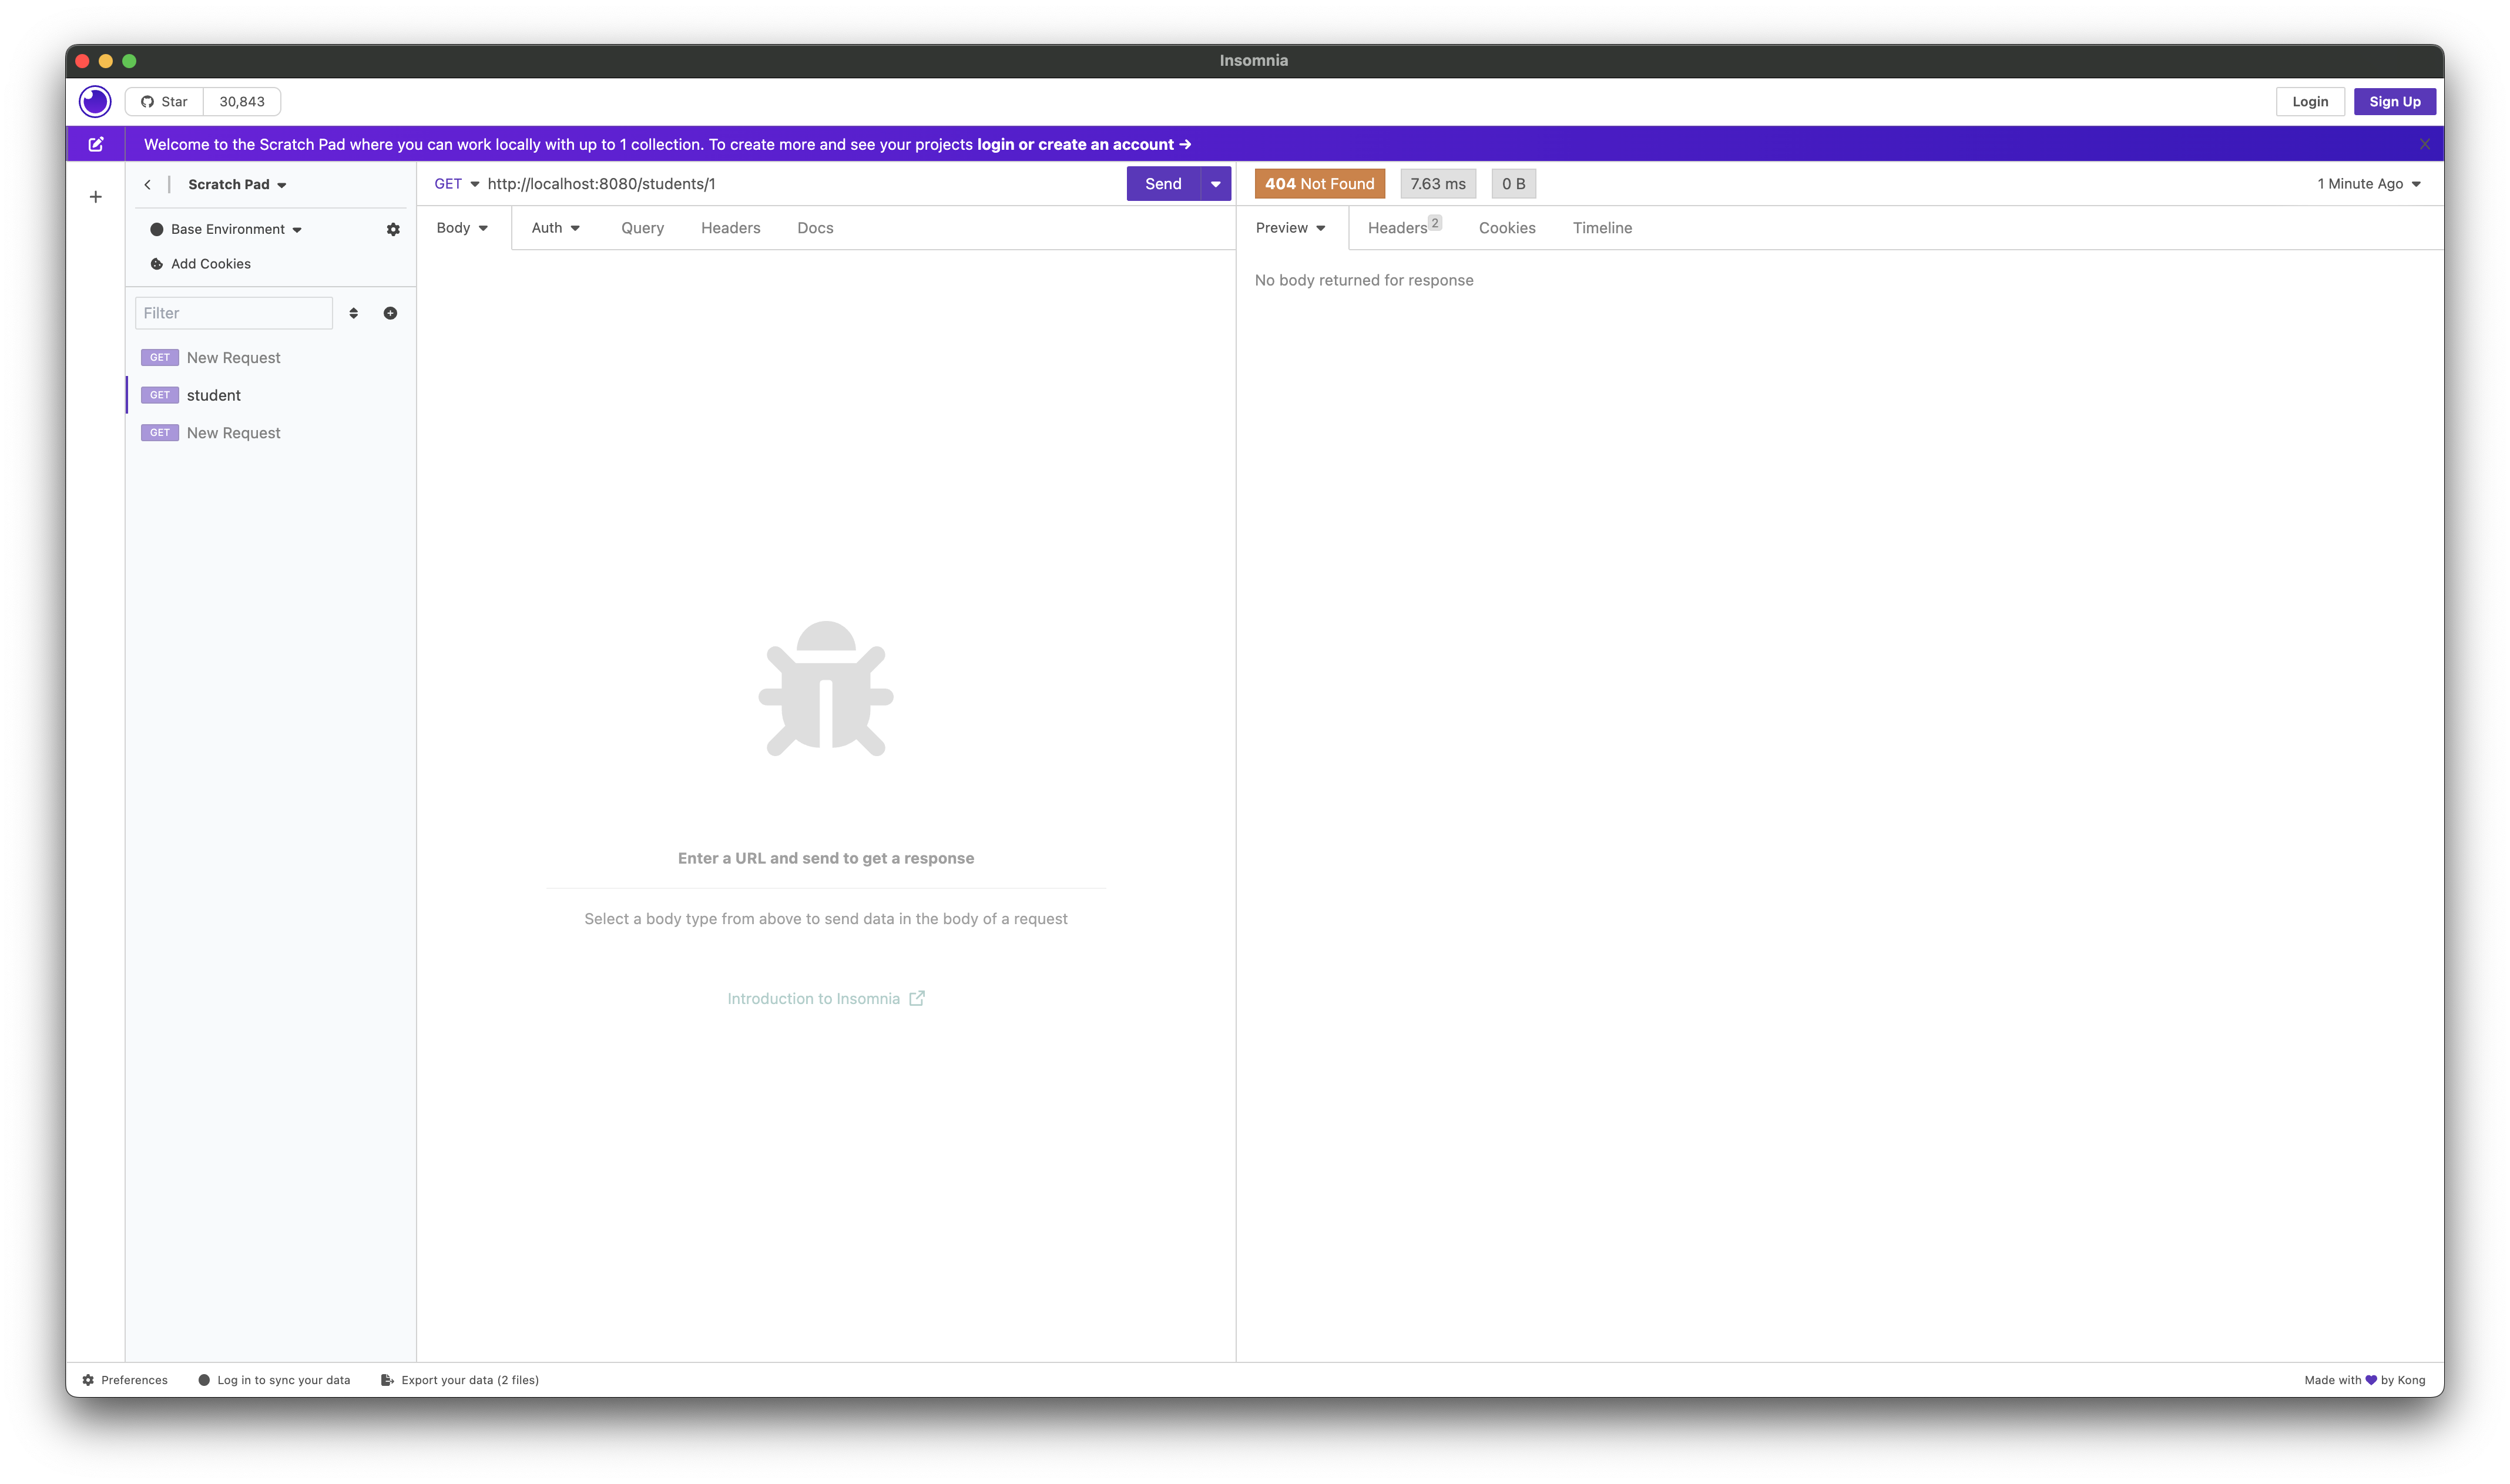 Insomnia
Star 30,843
Login Sign Up
Welcome to the Scratch Pad where you can work locally with up to 1 collection. To create more and see your projects login or create an account →
Scratch Pad
GET http://localhost:8080/students/1
Send
404 Not Found 7.63 ms 0 B
1 Minute Ago
Base Environment
Add Cookies
Filter
GET New Request
GET student
GET New Request
Body Auth Query Headers Docs
Enter a URL and send to get a response
Select a body type from above to send data in the body of a request
Introduction to Insomnia
Preview Headers 2 Cookies Timeline
No body returned for response
Preferences Log in to sync your data Export your data (2 files)
Made with by Kong